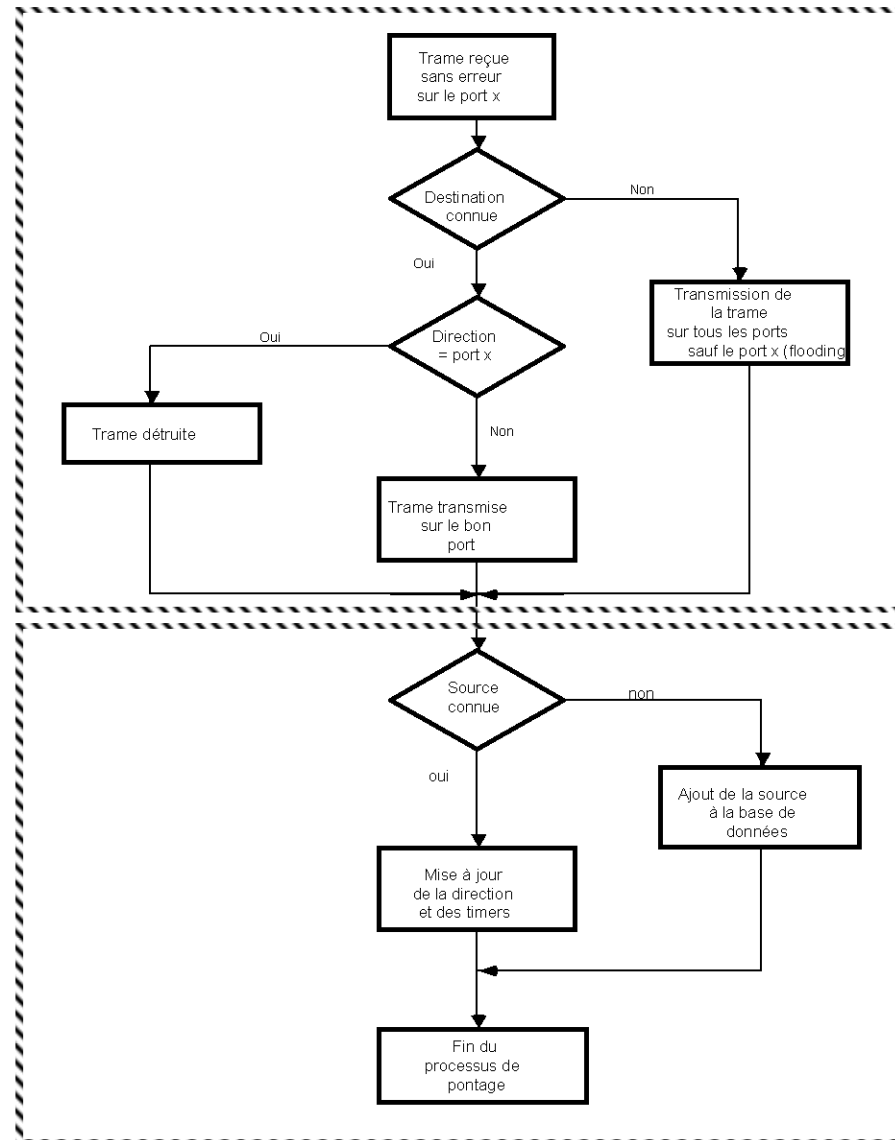 Trame reçue
sans erreur
sur le port x
Destination
connue
Non
Oui
Transmission de
la trame
sur tous les ports
sauf le port x (flooding
Oui
Direction
= port x
Trame détruite
Non
Trame transmise
sur le bon
port
Source
connue
non
oui
Ajout de la source
à la base de
données
Mise à jour
de la direction
et des timers
Fin du
processus de
pontage